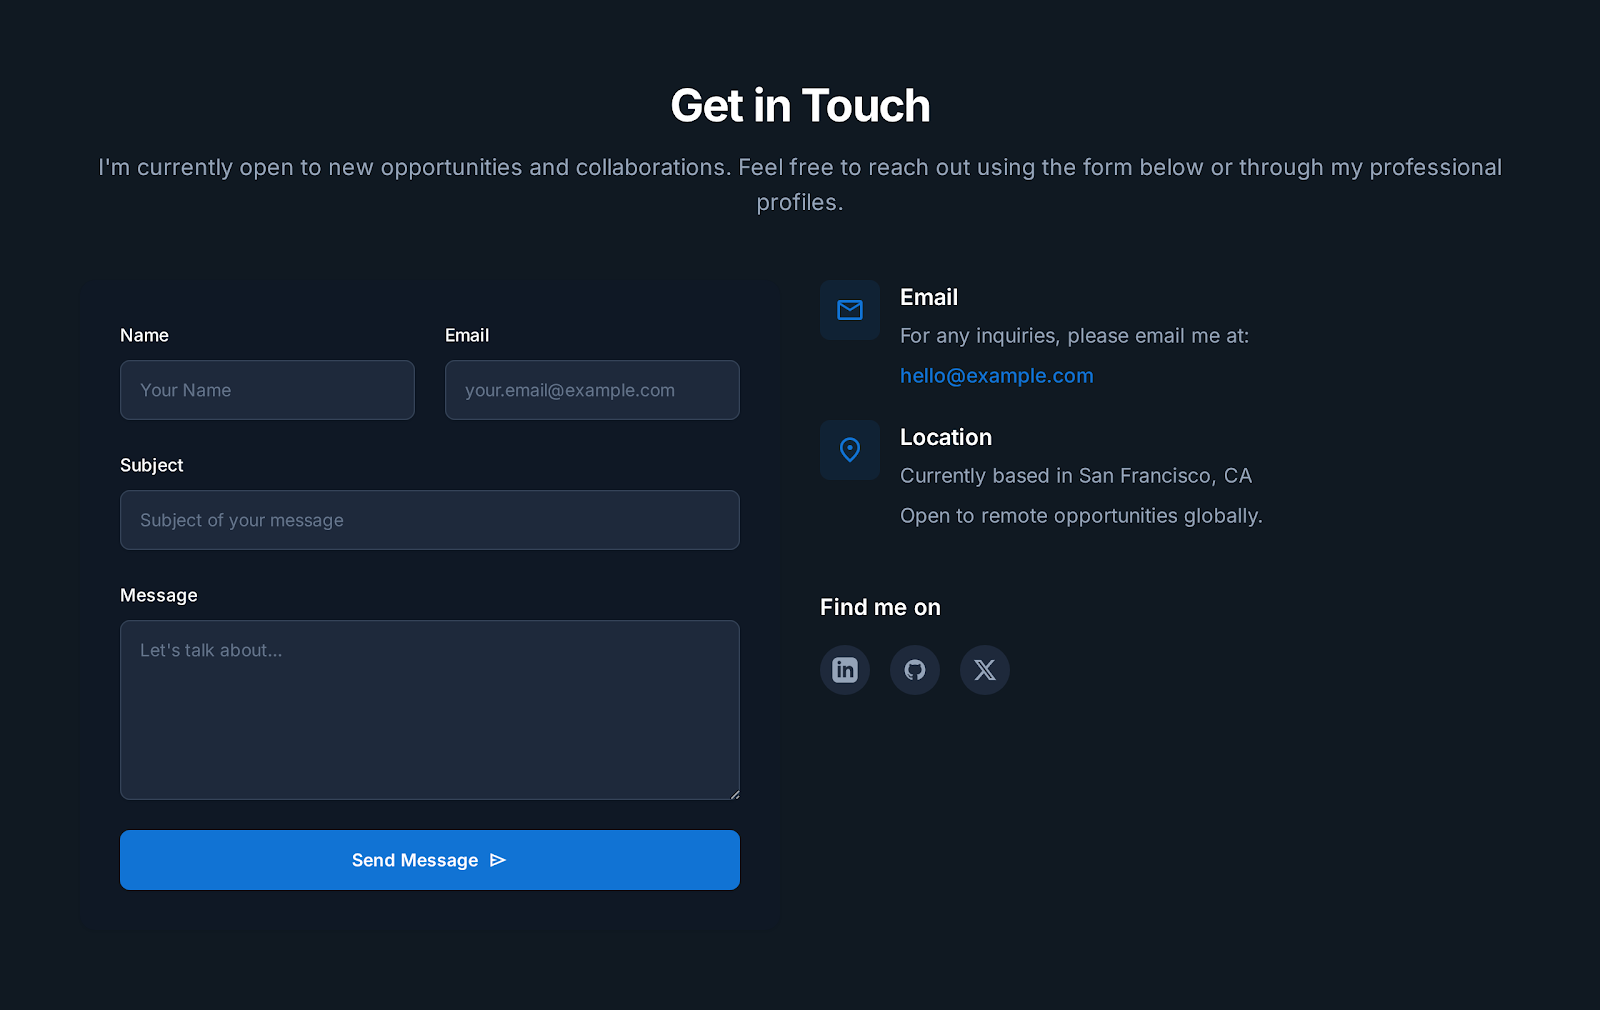 Get in Touch
I'm currently open to new opportunities and collaborations. Feel free to reach out using the form below or through my professional
profiles.
Name
Your Name
Email
your.email@example.com
Subject
Subject of your message
Message
Let's talk about...
Send Message
Email
For any inquiries, please email me at:
hello@example.com
Location
Currently based in San Francisco, CA
Open to remote opportunities globally.
Find me on
in
X